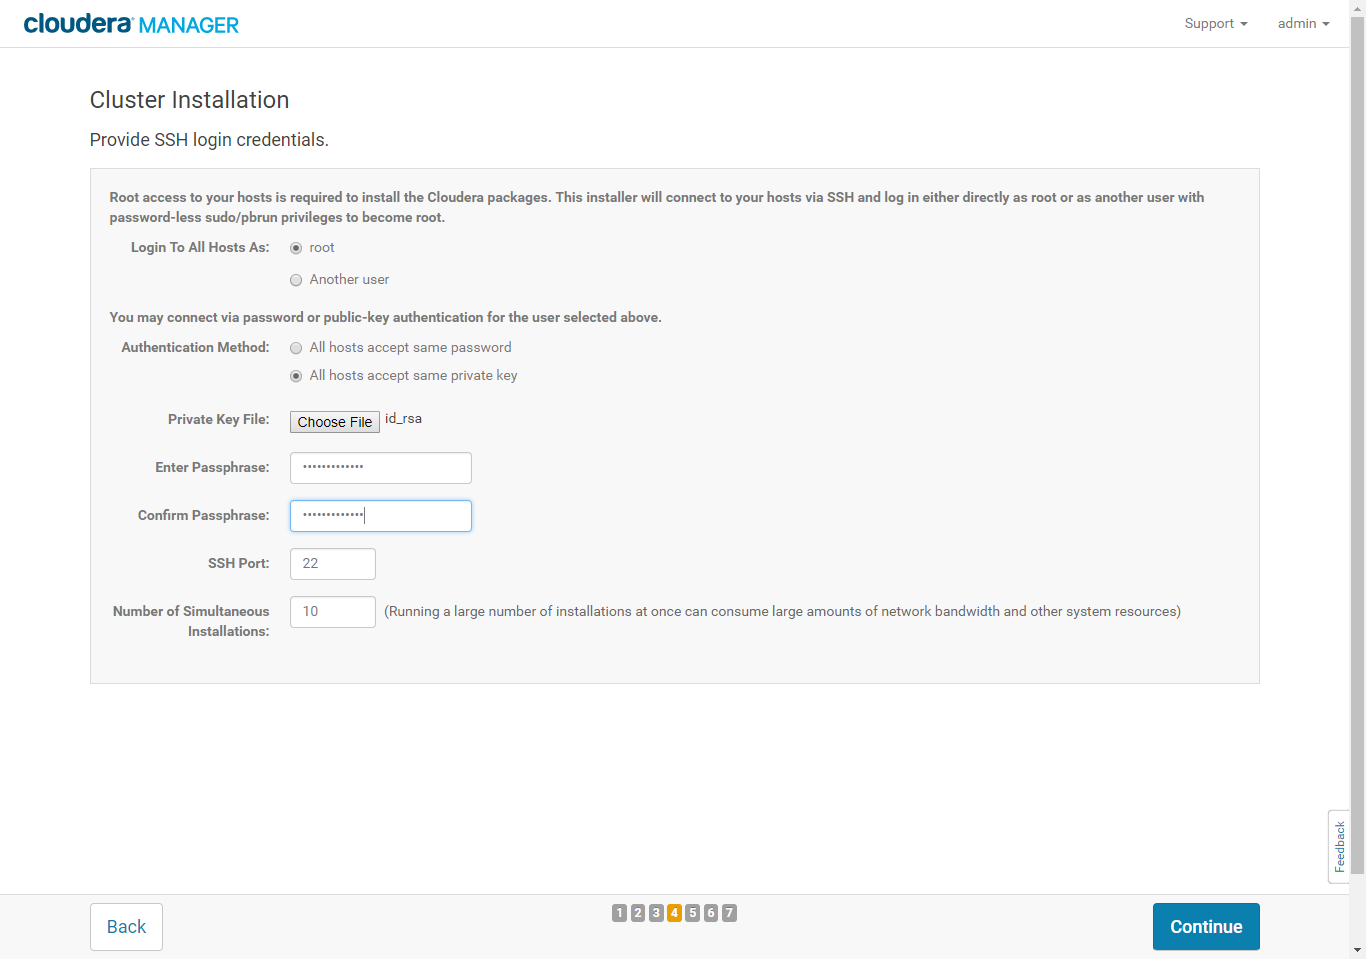 cloudera MANAGER
Support
admin
Cluster Installation
Provide SSH login credentials.
Root access to your hosts is required to install the Cloudera packages. This installer will connect to your hosts via SSH and log in either directly as root or as another user with
password-less sudo/pbrun privileges to become root.
Login To All Hosts As:
root
Another user
You may connect via password or public-key authentication for the user selected above.
Authentication Method:
All hosts accept same password
All hosts accept same private key
Private Key File:
Choose File id_rsa
Enter Passphrase:
•••••••••••••
Confirm Passphrase:
•••••••••••••
SSH Port:
22
Number of Simultaneous
Installations:
10
(Running a large number of installations at once can consume large amounts of network bandwidth and other system resources)
Feedback
Back
1 2 3 4 5 6 7
Continue